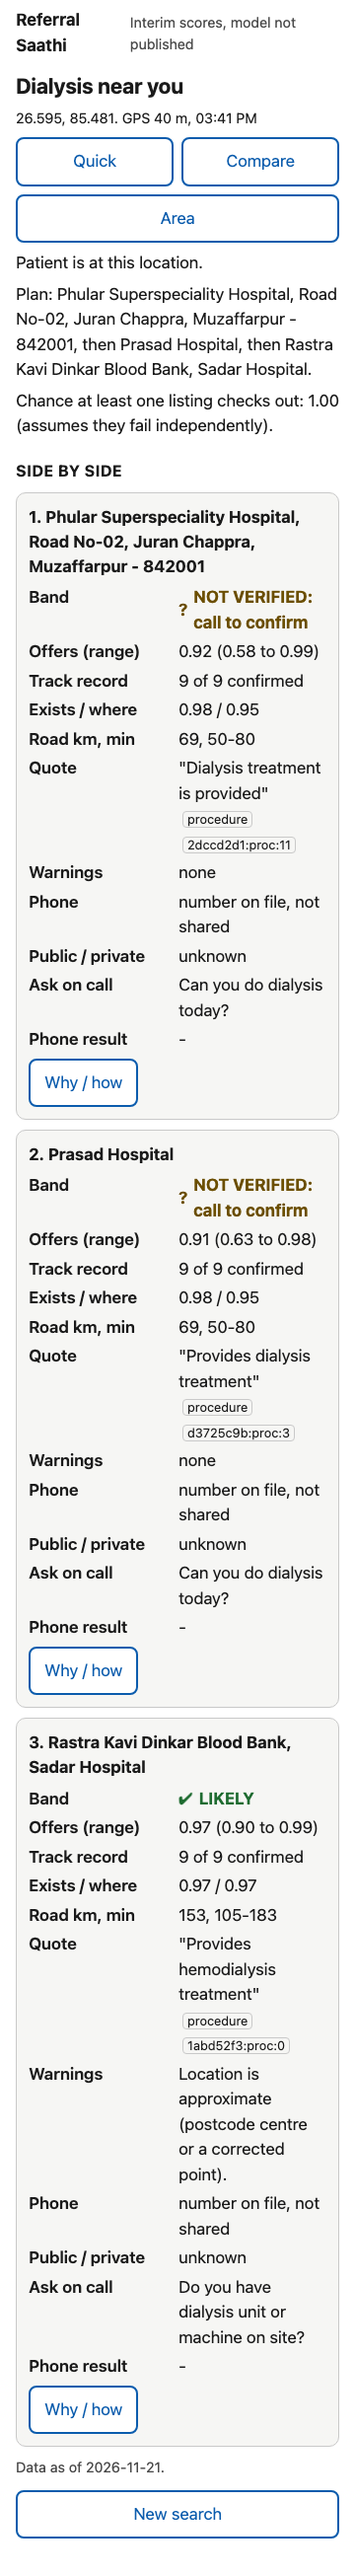 Referral Saathi
Interim scores, model not published
Dialysis near you
26.595, 85.481. GPS 40 m, 03:41 PM
Quick
Compare
Area
Patient is at this location.
Plan: Phular Superspeciality Hospital, Road
No-02, Juran Chappra, Muzaffarpur -
842001, then Prasad Hospital, then Rastra
Kavi Dinkar Blood Bank, Sadar Hospital.
Chance at least one listing checks out: 1.00
(assumes they fail independently).
SIDE BY SIDE
1. Phular Superspeciality Hospital,
Road No-02, Juran Chappra,
Muzaffarpur - 842001
Band ? NOT VERIFIED:
call to confirm
Offers (range) 0.92 (0.58 to 0.99)
Track record 9 of 9 confirmed
Exists / where 0.98 / 0.95
Road km, min 69, 50-80
Quote "Dialysis treatment
is provided"
procedure
2dccd2d1:proc:11
Warnings none
Phone number on file, not
shared
Public / private unknown
Ask on call Can you do dialysis
today?
Phone result -
Why / how
2. Prasad Hospital
Band ? NOT VERIFIED:
call to confirm
Offers (range) 0.91 (0.63 to 0.98)
Track record 9 of 9 confirmed
Exists / where 0.98 / 0.95
Road km, min 69, 50-80
Quote "Provides dialysis
treatment"
procedure
d3725c9b:proc:3
Warnings none
Phone number on file, not
shared
Public / private unknown
Ask on call Can you do dialysis
today?
Phone result -
Why / how
3. Rastra Kavi Dinkar Blood Bank,
Sadar Hospital
Band ✔ LIKELY
Offers (range) 0.97 (0.90 to 0.99)
Track record 9 of 9 confirmed
Exists / where 0.97 / 0.97
Road km, min 153, 105-183
Quote "Provides
hemodialysis
treatment"
procedure
1abd52f3:proc:0
Warnings Location is
approximate
(postcode centre
or a corrected
point).
Phone number on file, not
shared
Public / private unknown
Ask on call Do you have
dialysis unit or
machine on site?
Phone result -
Why / how
Data as of 2026-11-21.
New search